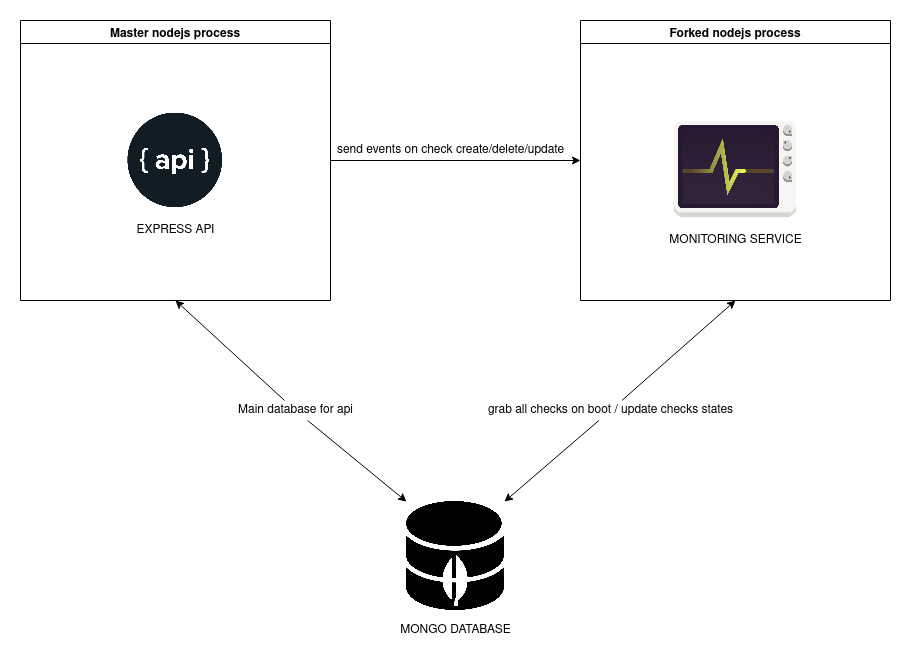 Master nodejs process
Forked nodejs process
{ api }
send events on check create/delete/update
EXPRESS API
MONITORING SERVICE
Main database for api
grab all checks on boot / update checks states
MONGO DATABASE